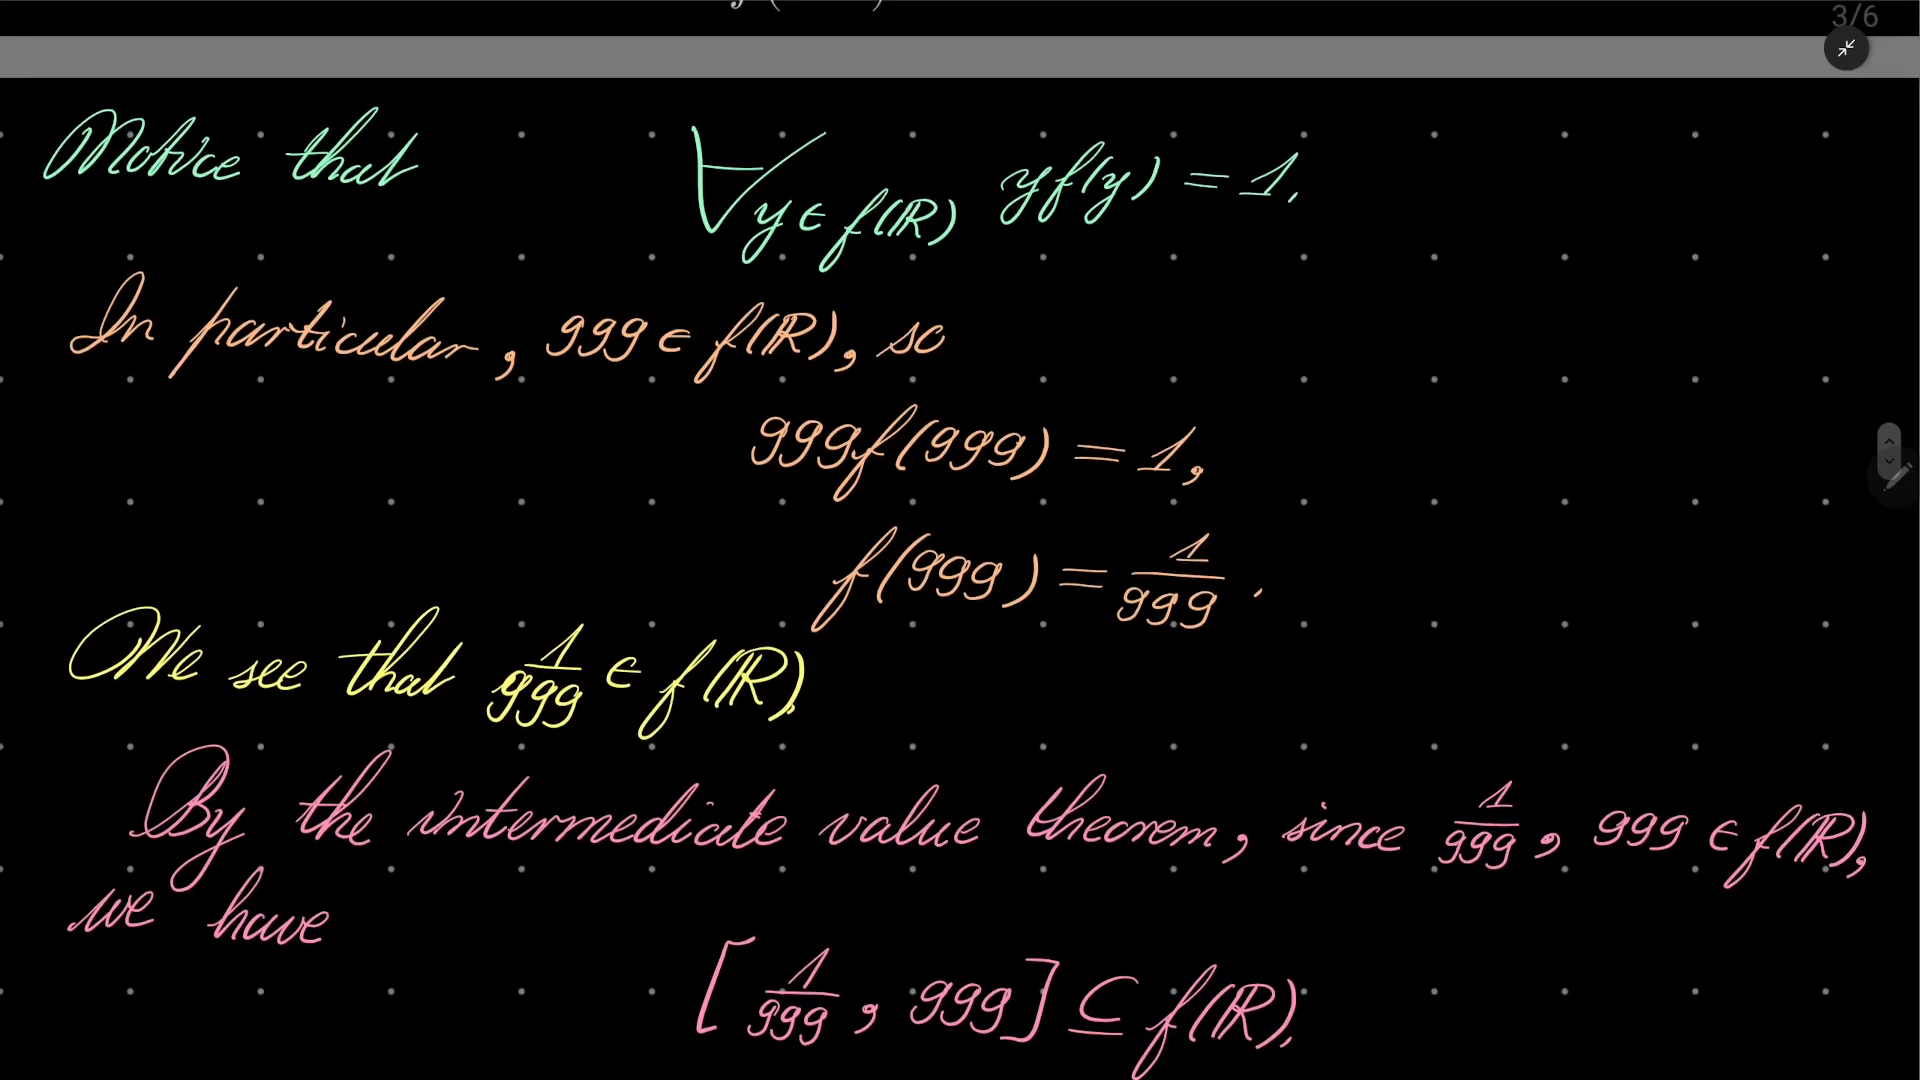 3/6
Notice that ∀ y ∈ f(ℝ) yf(y) = 1.
In particular, 999 ∈ f(ℝ), so
999f(999) = 1,
f(999) = 1/999.
We see that 1/999 ∈ f(ℝ).
By the intermediate value theorem, since 1/999, 999 ∈ f(ℝ),
we have
[1/999, 999] ⊆ f(ℝ).